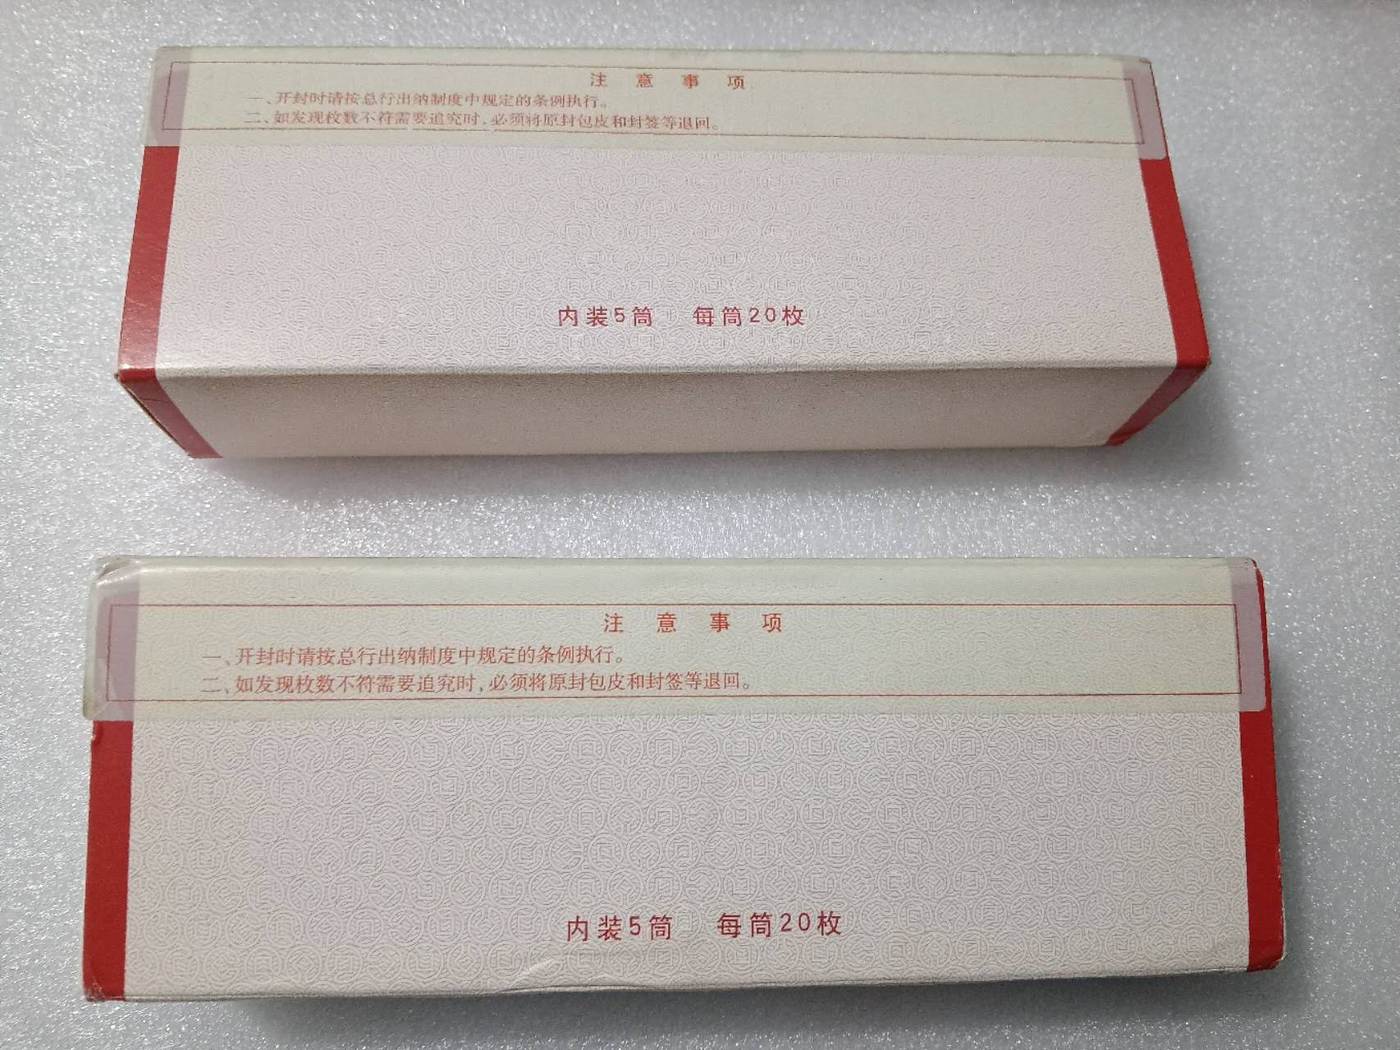 注意事项
一、开封时请按总行出纳制度中规定的条例执行。
二、如发现枚数不符需要追究时,必须将原封包皮和封签等退回。
内装5筒 每筒20枚
注意事项
一、开封时请按总行出纳制度中规定的条例执行。
二、如发现枚数不符需要追究时,必须将原封包皮和封签等退回。
内装5筒 每筒20枚